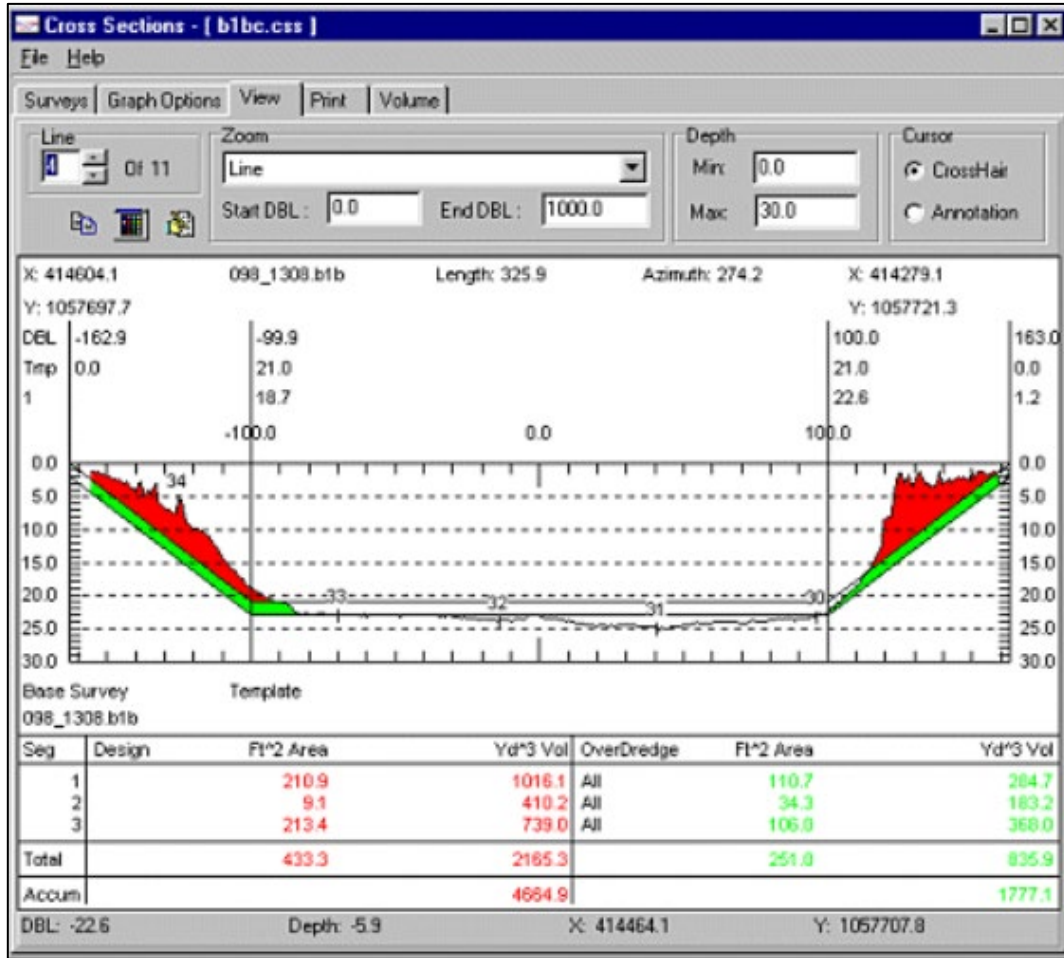 Cross Sections - [ b1bc.css ]
File Help
Surveys Graph Options View Print Volume
Line Zoom Depth Cursor
4 Of 11 Line Min: 0.0 CrossHair
Start DBL : 0.0 End DBL : 1000.0 Max: 30.0 Annotation
X: 414604.1 098_1308.b1b Length: 325.9 Azimuth: 274.2 X: 414279.1
Y: 1057697.7 Y: 1057721.3
DBL -162.9 -99.9 100.0 163.0
Tmp 0.0 21.0 21.0 0.0
1 18.7 22.6 1.2
-100.0 0.0 100.0
0.0 0.0
34
5.0 5.0
10.0 10.0
15.0 15.0
20.0 33 32 31 30 20.0
25.0 25.0
30.0 30.0
Base Survey Template
098_1308.b1b
Seg Design Ft^2 Area Yd^3 Vol OverDredge Ft^2 Area Yd^3 Vol
1 210.9 1016.1 All 110.7 284.7
2 9.1 410.2 All 34.3 183.2
3 213.4 739.0 All 106.0 368.0
Total 433.3 2165.3 251.0 835.9
Accum 4664.9 1777.1
DBL: -22.6 Depth: -5.9 X: 414464.1 Y: 1057707.8